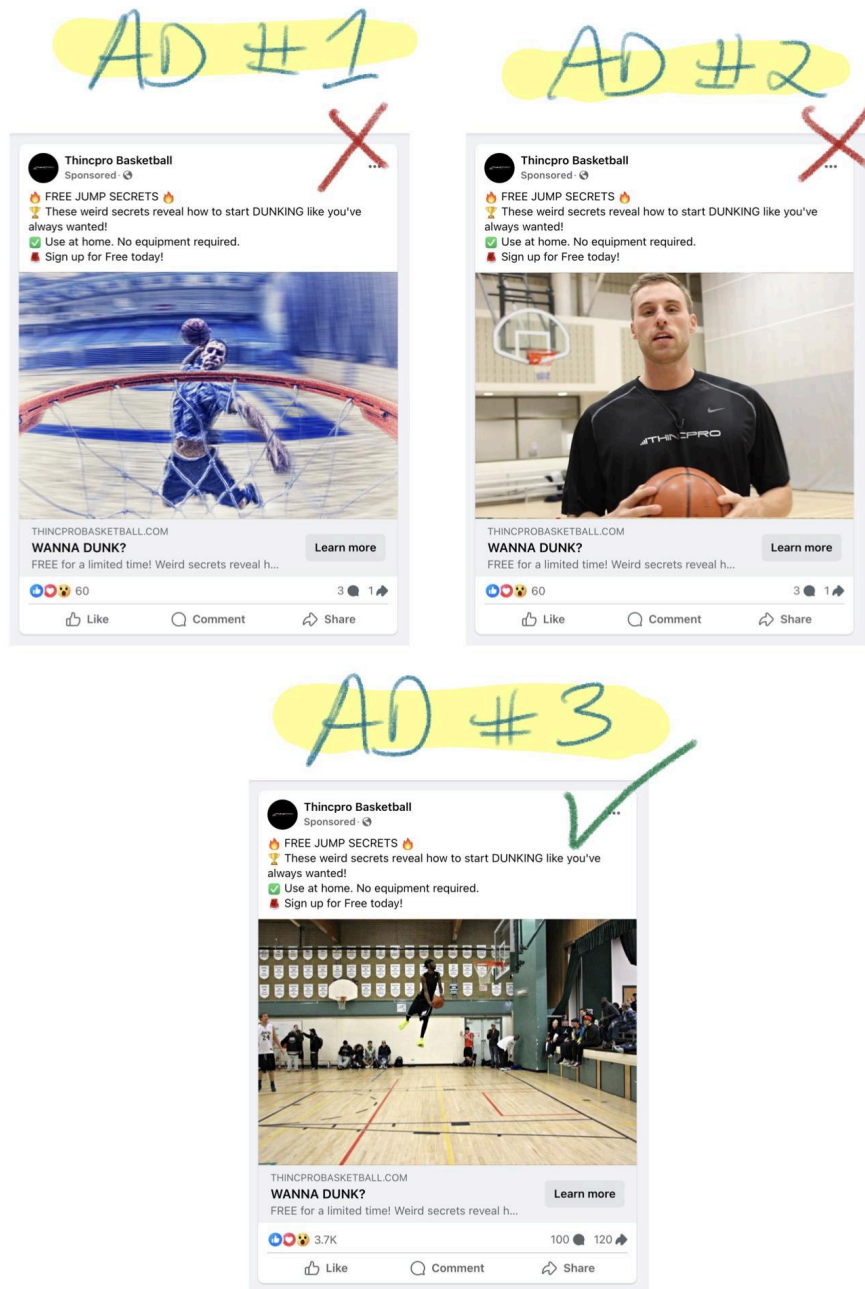 AD #1
AD #2
Thincpro Basketball
Sponsored ·
🔥 FREE JUMP SECRETS 🔥
🏆 These weird secrets reveal how to start DUNKING like you've
always wanted!
✅ Use at home. No equipment required.
Sign up for Free today!
THINCPROBASKETBALL.COM
WANNA DUNK?
Learn more
FREE for a limited time! Weird secrets reveal h...
👍❤️😮 60
3 1
Like Comment Share
Thincpro Basketball
Sponsored ·
🔥 FREE JUMP SECRETS 🔥
🏆 These weird secrets reveal how to start DUNKING like you've
always wanted!
✅ Use at home. No equipment required.
Sign up for Free today!
THINCPRO
THINCPROBASKETBALL.COM
WANNA DUNK?
Learn more
FREE for a limited time! Weird secrets reveal h...
👍❤️😮 60
3 1
Like Comment Share
AD #3
Thincpro Basketball
Sponsored ·
🔥 FREE JUMP SECRETS 🔥
🏆 These weird secrets reveal how to start DUNKING like you've
always wanted!
✅ Use at home. No equipment required.
Sign up for Free today!
24
THINCPROBASKETBALL.COM
WANNA DUNK?
Learn more
FREE for a limited time! Weird secrets reveal h...
👍❤️😮 3.7K
100 120
Like Comment Share